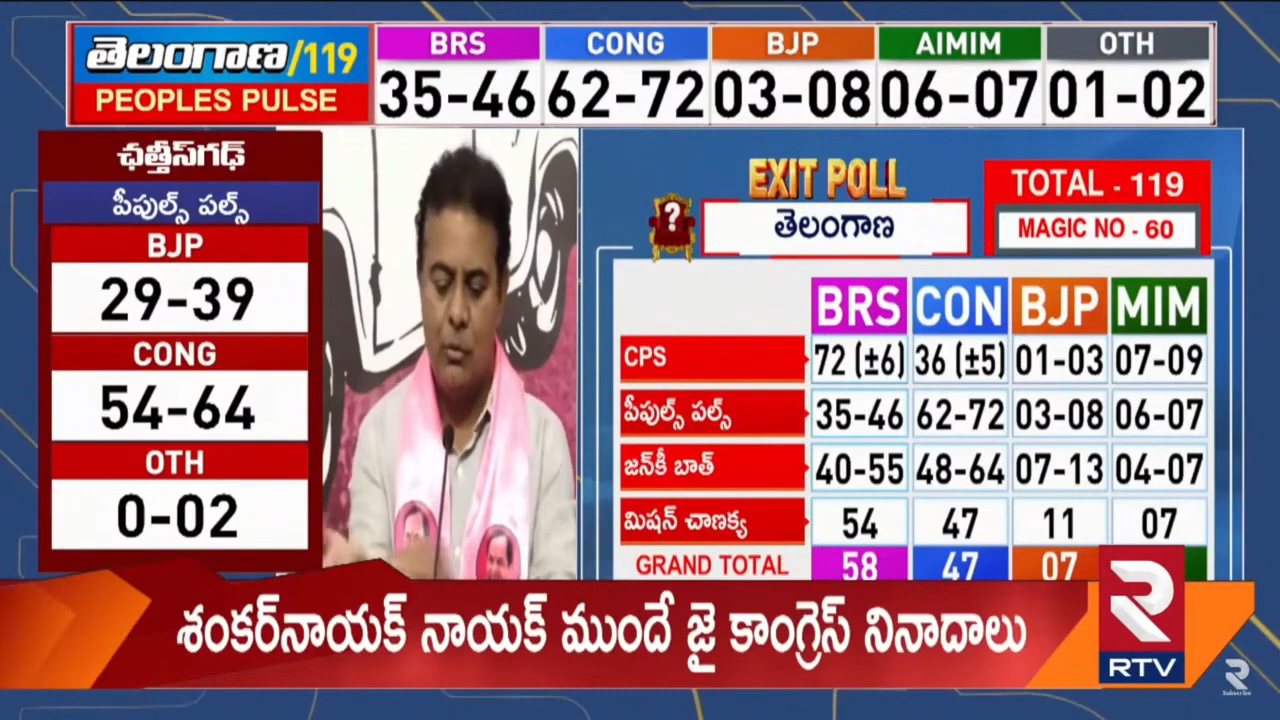 తెలంగాణ/119
PEOPLES PULSE
BRS CONG BJP AIMIM OTH
35-46 62-72 03-08 06-07 01-02
ఛత్తీస్‌గఢ్
పీపుల్స్ పల్స్
BJP
29-39
CONG
54-64
OTH
0-02
EXIT POLL
?
తెలంగాణ
TOTAL - 119
MAGIC NO - 60
BRS CON BJP MIM
CPS 72 (±6) 36 (±5) 01-03 07-09
పీపుల్స్ పల్స్ 35-46 62-72 03-08 06-07
జన్‌కీ బాత్ 40-55 48-64 07-13 04-07
మిషన్ చాణక్య 54 47 11 07
GRAND TOTAL 58 47 07
శంకర్‌నాయక్ నాయక్ ముందే జై కాంగ్రెస్ నినాదాలు
R
RTV
R
Subscribe